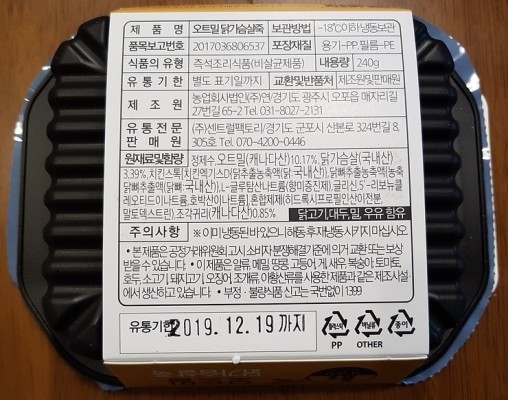 제 품 명 오트밀 닭가슴살죽 보관방법 -18℃이하 냉동보관
품목보고번호 2017036806537 포장재질 용기-PP, 필름-PE
식품의 유형 즉석조리식품(비살균제품) 내용량 240g
유 통 기 한 별도 표기일까지 교환및반품처 제조원및판매원
제 조 원 농업회사법인(주)연/경기도 광주시 오포읍 매자리길
27번길 65-2 Tel. 031-8027-2131
유 통 전 문 판 매 원 (주)센트럴팩토리/경기도 군포시 산본로 324번길 8,
305호 Tel. 070-4200-0446
원재료및함량 정제수, 오트밀(캐나다산)10.17%, 닭가슴살(국내산)
3.39%, 치킨스톡[치킨엑기스D{닭추출농축액(닭:국내산), 닭뼈추출농축액(농축
닭뼈추출액(닭뼈:국내산)}, L-글루탐산나트륨(향미증진제), 글리신, 5'-리보뉴클
레오티드이나트륨, 호박산이나트륨], 혼합제제(히드록시프로필인산이전분,
말토덱스트린), 조각귀리(캐나다산)0.85% 닭고기, 대두, 밀, 우유 함유
주의사항 ※ 이미 냉동된 바 있으니 해동 후 재냉동 시키지 마십시오
• 본 제품은 공정거래위원회 고시 소비자분쟁해결기준에 의거 교환 또는 보상
받을 수 있습니다. • 이 제품은 알류, 메밀, 땅콩, 고등어, 게, 새우, 복숭아, 토마토,
호두, 소고기, 돼지고기, 오징어, 조개류, 아황산류를 사용한 제품과 같은 제조시설
에서 생산하고 있습니다. • 부정·불량식품 신고는 국번없이 1399
유통기한 2019.12.19까지
플라스틱 비닐류 종이
PP OTHER